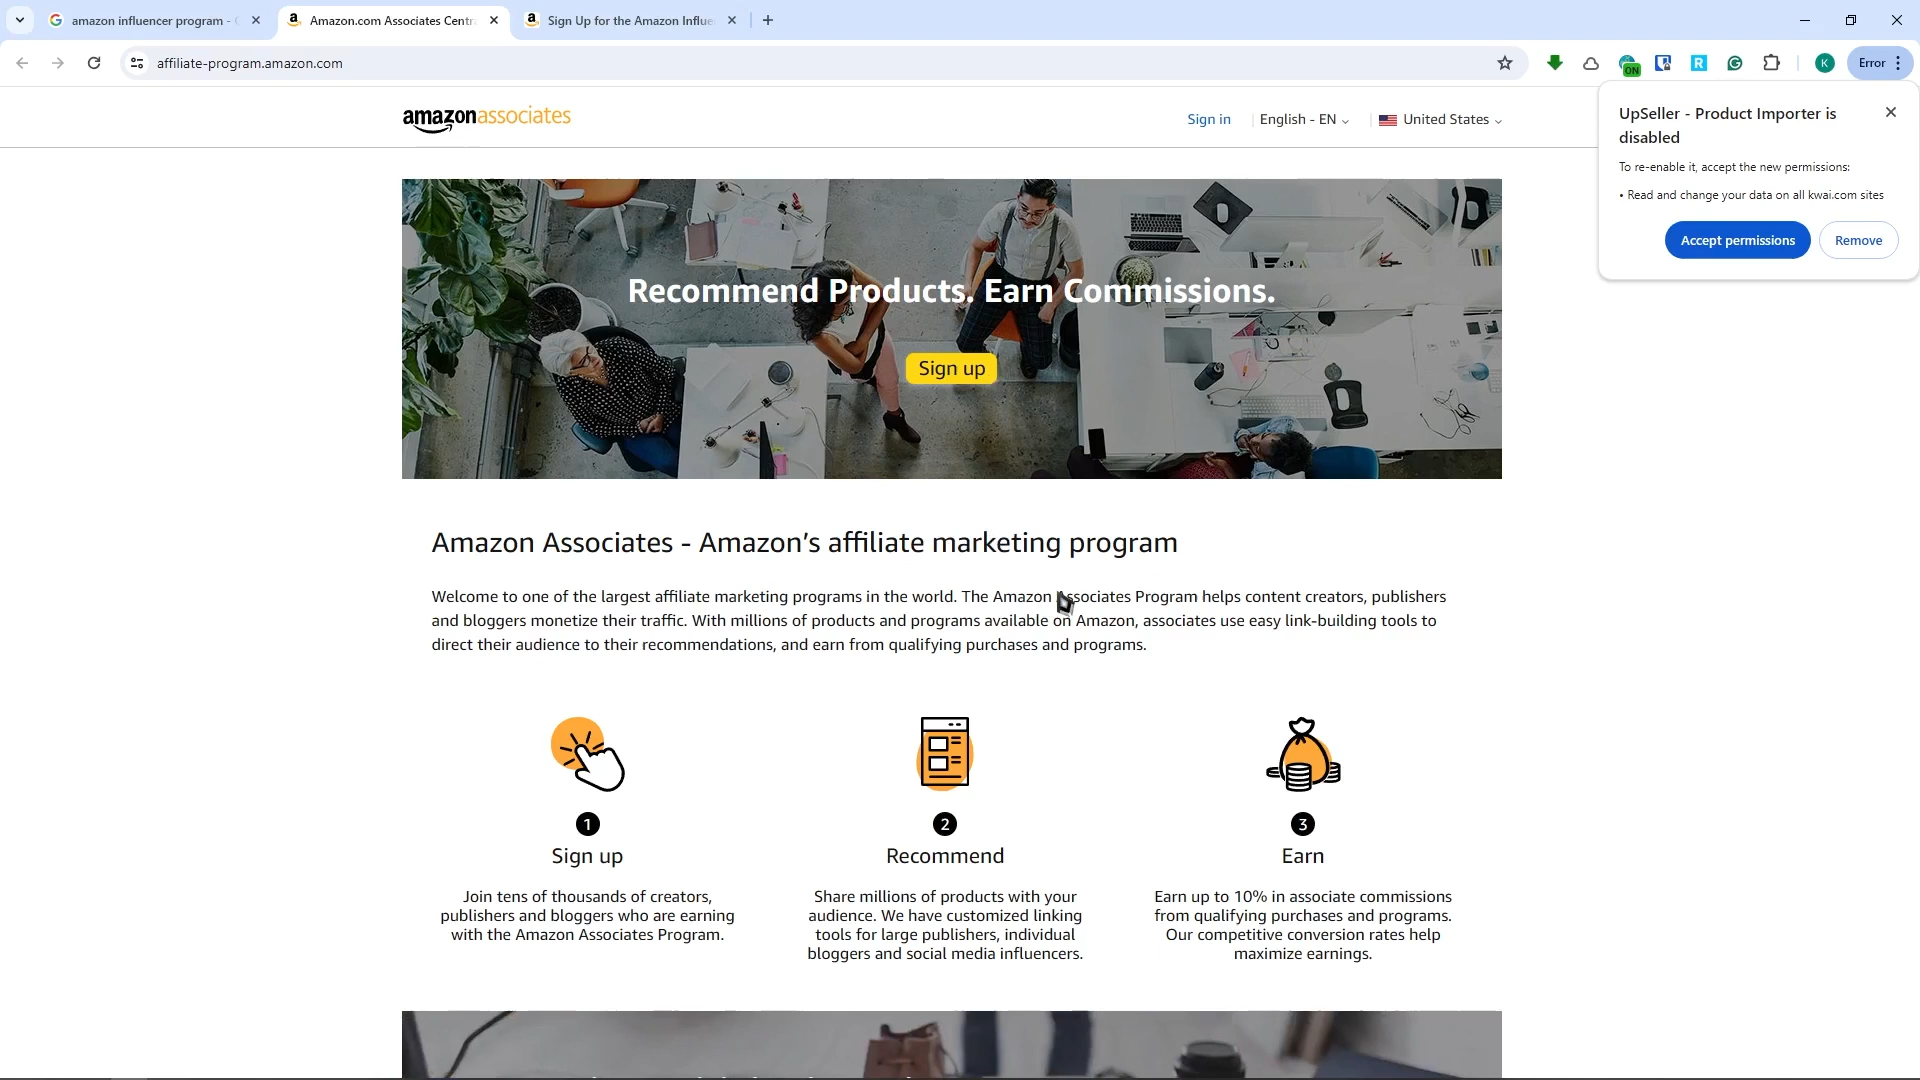 amazon influencer program -
Amazon.com Associates Centr
Sign Up for the Amazon Influe
affiliate-program.amazon.com
ON
R
K
Error
amazonassociates
Sign in
English - EN
United States
UpSeller - Product Importer is
disabled
To re-enable it, accept the new permissions:
• Read and change your data on all kwai.com sites
Accept permissions
Remove
Recommend Products. Earn Commissions.
Sign up
Amazon Associates - Amazon's affiliate marketing program
Welcome to one of the largest affiliate marketing programs in the world. The Amazon Associates Program helps content creators, publishers
and bloggers monetize their traffic. With millions of products and programs available on Amazon, associates use easy link-building tools to
direct their audience to their recommendations, and earn from qualifying purchases and programs.
1
Sign up
Join tens of thousands of creators,
publishers and bloggers who are earning
with the Amazon Associates Program.
2
Recommend
Share millions of products with your
audience. We have customized linking
tools for large publishers, individual
bloggers and social media influencers.
3
Earn
Earn up to 10% in associate commissions
from qualifying purchases and programs.
Our competitive conversion rates help
maximize earnings.